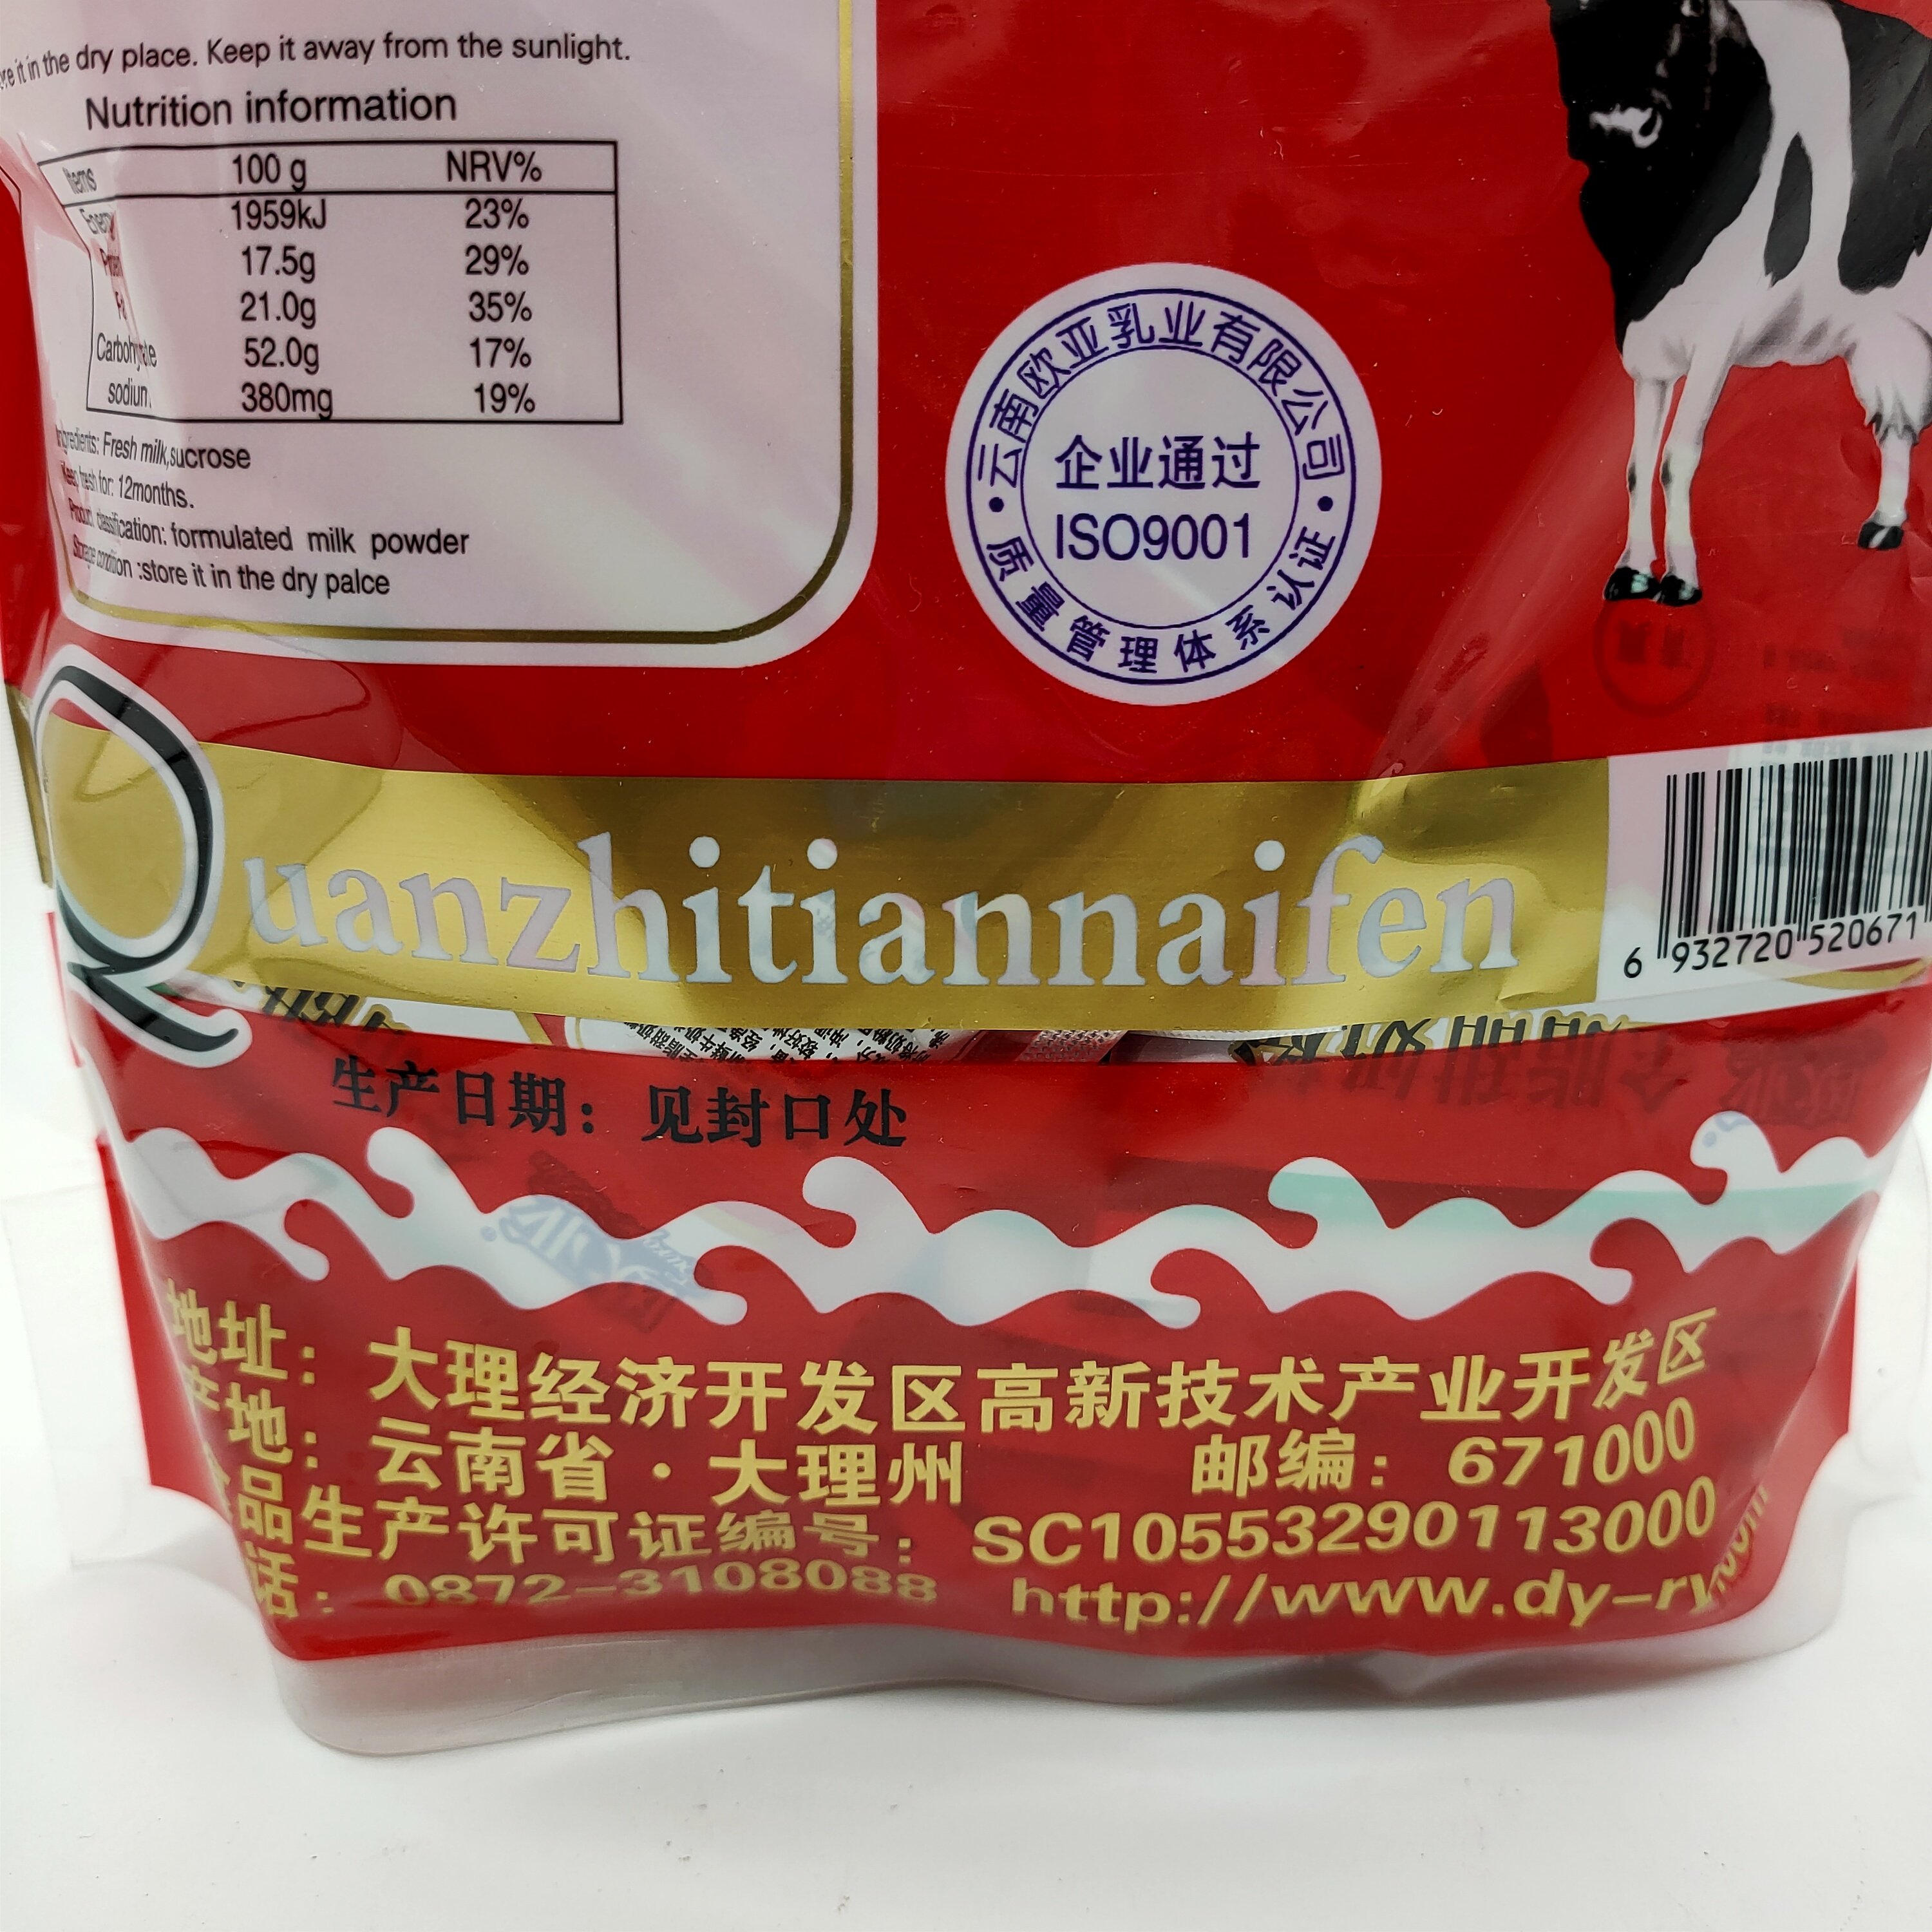 it in the dry place. Keep it away from the sunlight.
Nutrition information
Items 100 g NRV%
Energy 1959kJ 23%
Protein 17.5g 29%
21.0g 35%
Carbohydrate 52.0g 17%
sodium 380mg 19%
Ingredients: Fresh milk,sucrose
Keep fresh for: 12months.
Product classification: formulated milk powder
Storage condition :store it in the dry palce
云南欧亚乳业有限公司
企业通过
ISO9001
质量管理体系认证
Quanzhitiannaifen
6 932720 520671
生产日期：见封口处
地址：大理经济开发区高新技术产业开发区
产地：云南省·大理州 邮编：671000
品生产许可证编号：SC10553290113000
话：0872-3108088 http://www.dy-ry.com